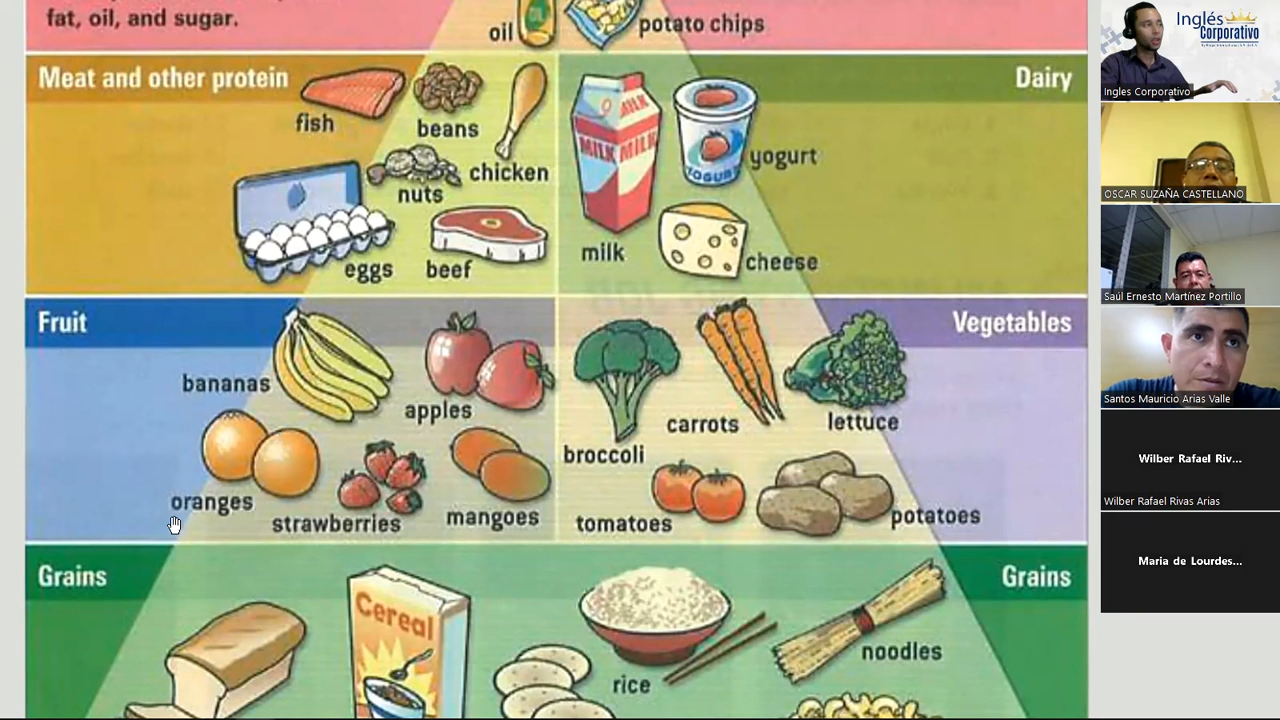 fat, oil, and sugar.
oil
OIL
potato chips
Meat and other protein
fish
beans
chicken
nuts
eggs
beef
Dairy
MILK
MILK MILK
milk
YOGURT
yogurt
cheese
Fruit
bananas
apples
oranges
strawberries
mangoes
Vegetables
broccoli
carrots
lettuce
tomatoes
potatoes
Grains
Grains
Cereal
rice
noodles
Inglés
Corporativo
Ingles Corporativo
OSCAR SUZAÑA CASTELLANO
Saúl Ernesto Martínez Portillo
Santos Mauricio Arias Valle
Wilber Rafael Riv...
Wilber Rafael Rivas Arias
Maria de Lourdes...